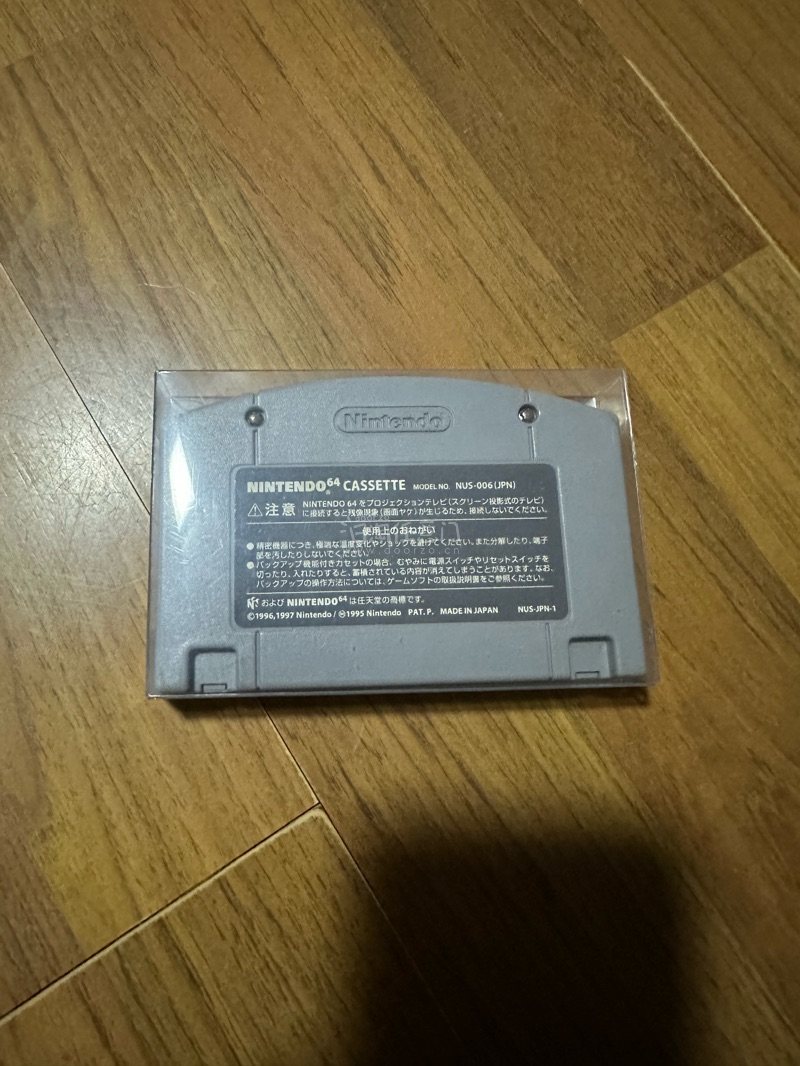 Nintendo
NINTENDO64 CASSETTE MODEL NO. NUS-006(JPN)
⚠注意 NINTENDO 64 をプロジェクションテレビ(スクリーン投影式のテレビ)
に接続すると残像現象(画面ヤケ)が生じるため、接続しないでください。
使用上のおねがい
●精密機器につき、極端な温度変化やショックを避けてください。また分解したり、端子
部を汚したりしないでください。
●バックアップ機能付きカセットの場合、むやみに電源スイッチやリセットスイッチを
切ったり、入れたりすると、蓄積されている内容が消えてしまうことがあります。なお、
バックアップの操作方法については、ゲームソフトの取扱説明書をご参照ください。
および NINTENDO64 は任天堂の商標です。
©1996,1997 Nintendo/Ⓜ1995 Nintendo PAT. P. MADE IN JAPAN NUS-JPN-1
www.doorzo.cn